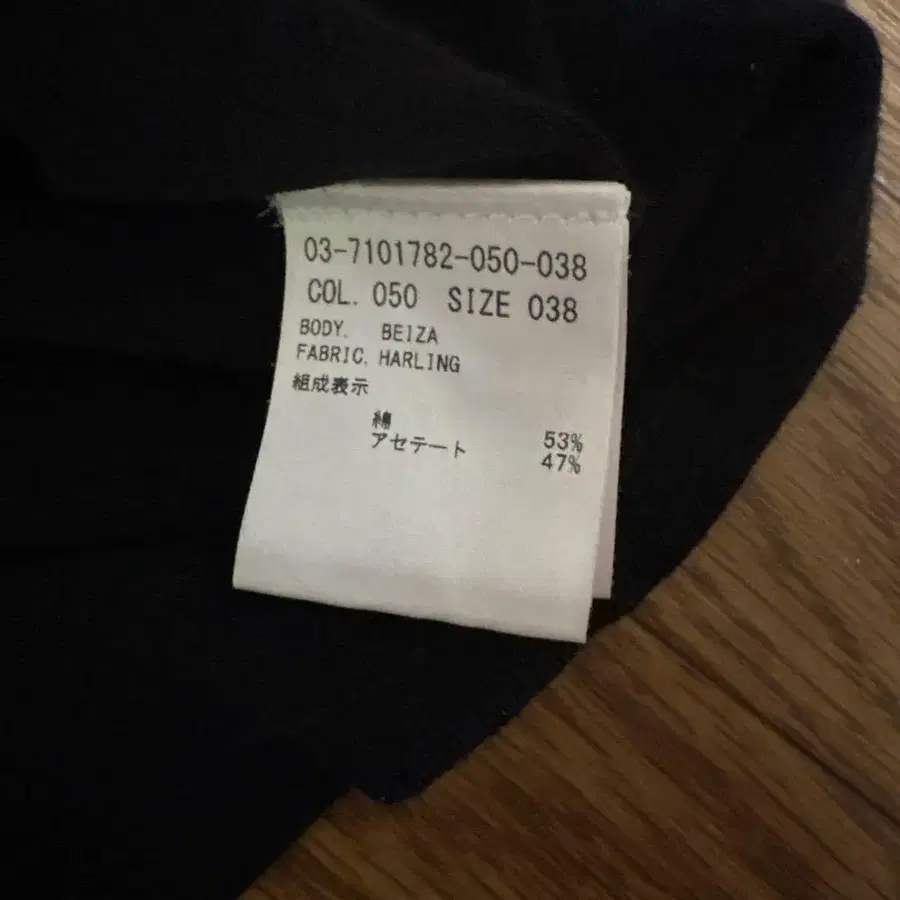 03-7101782-050-038
COL. 050 SIZE 038
BODY. BEIZA
FABRIC. HARLING
組成表示
綿 53%
アセテート 47%